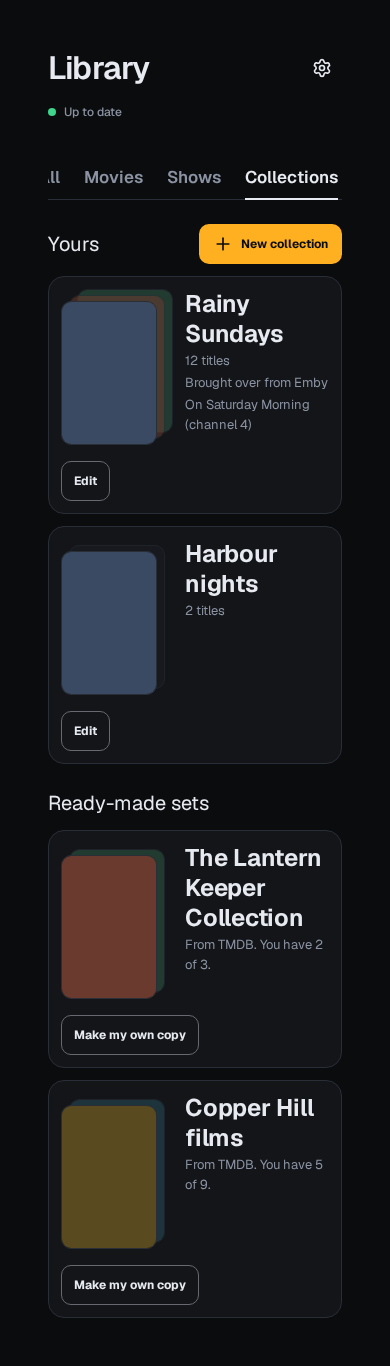 Library
Up to date
ll Movies Shows Collections
Yours
New collection
Rainy
Sundays
12 titles
Brought over from Emby
On Saturday Morning
(channel 4)
Edit
Harbour
nights
2 titles
Edit
Ready-made sets
The Lantern
Keeper
Collection
From TMDB. You have 2
of 3.
Make my own copy
Copper Hill
films
From TMDB. You have 5
of 9.
Make my own copy